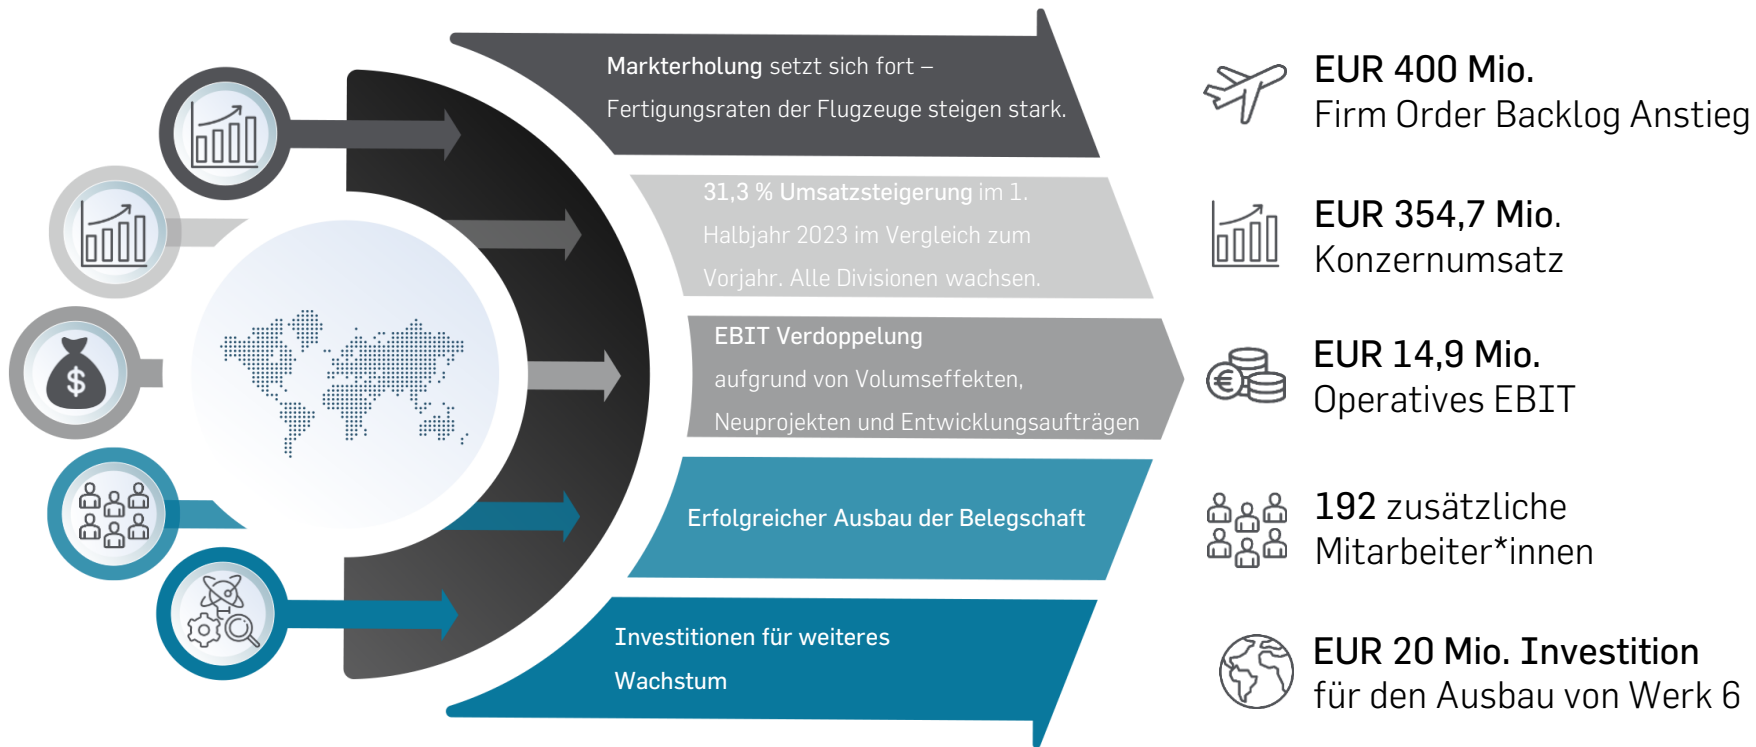 Markterholung setzt sich fort –
Fertigungsraten der Flugzeuge steigen stark.
EUR 400 Mio.
Firm Order Backlog Anstieg
31,3 % Umsatzsteigerung im 1.
Halbjahr 2023 im Vergleich zum
Vorjahr. Alle Divisionen wachsen.
EUR 354,7 Mio.
Konzernumsatz
EBIT Verdoppelung
aufgrund von Volumseffekten,
Neuprojekten und Entwicklungsaufträgen
EUR 14,9 Mio.
Operatives EBIT
Erfolgreicher Ausbau der Belegschaft
192 zusätzliche
Mitarbeiter*innen
Investitionen für weiteres
Wachstum
EUR 20 Mio. Investition
für den Ausbau von Werk 6